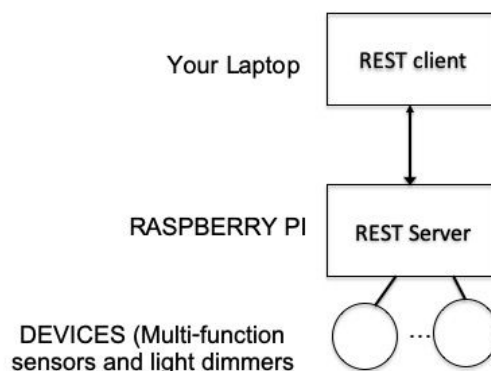 Your Laptop
REST client
RASPBERRY PI
REST Server
...
DEVICES (Multi-function
sensors and light dimmers